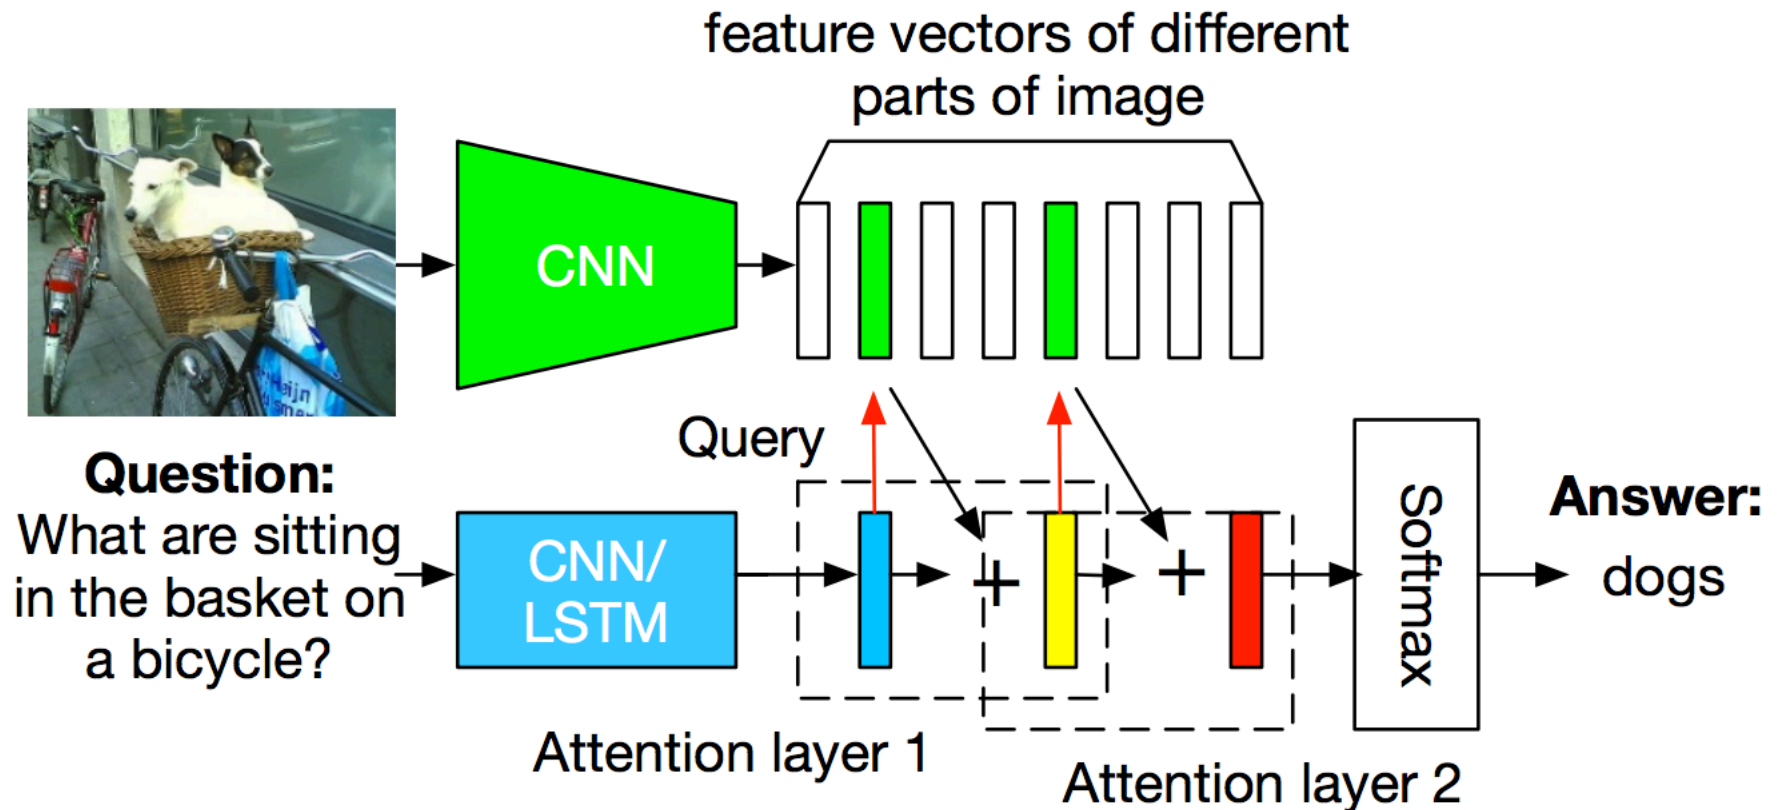 feature vectors of different
parts of image
CNN
Query
Question:
What are sitting
in the basket on
a bicycle?
CNN/
LSTM
+
+
Softmax
Answer:
dogs
Attention layer 1
Attention layer 2